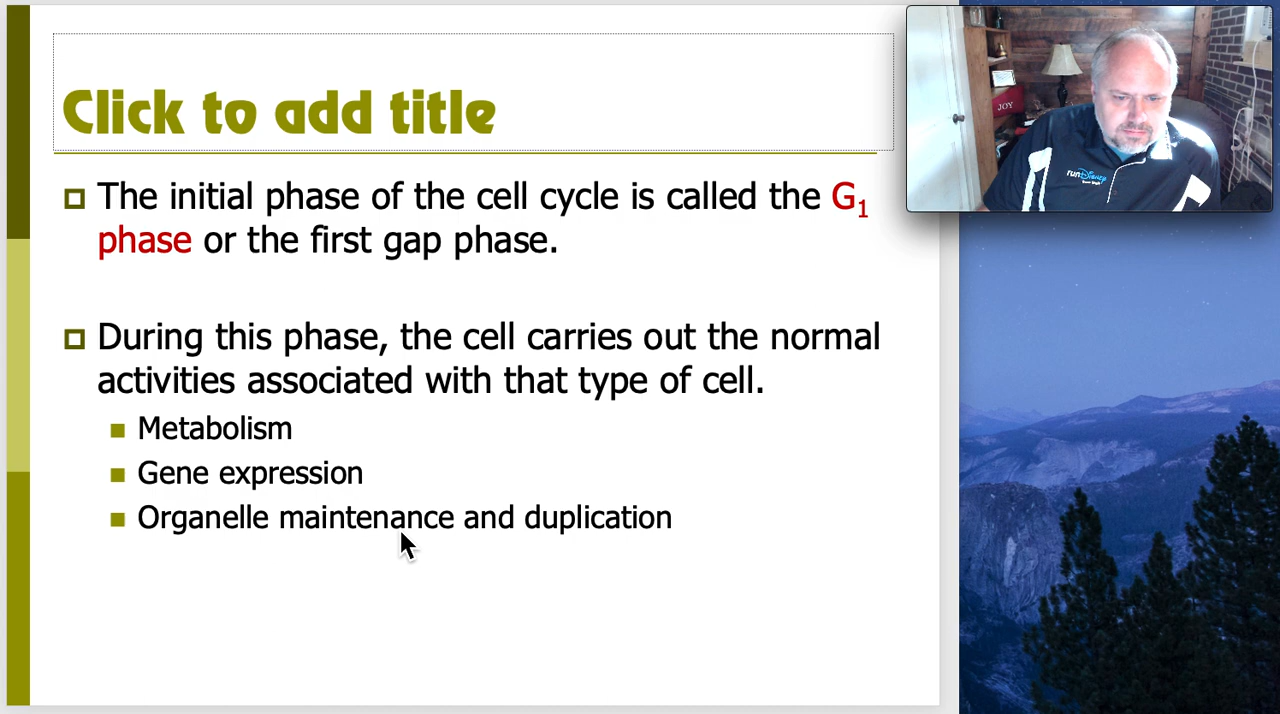 Click to add title
The initial phase of the cell cycle is called the G₁
phase or the first gap phase.
During this phase, the cell carries out the normal
activities associated with that type of cell.
Metabolism
Gene expression
Organelle maintenance and duplication
JOY
runDisney